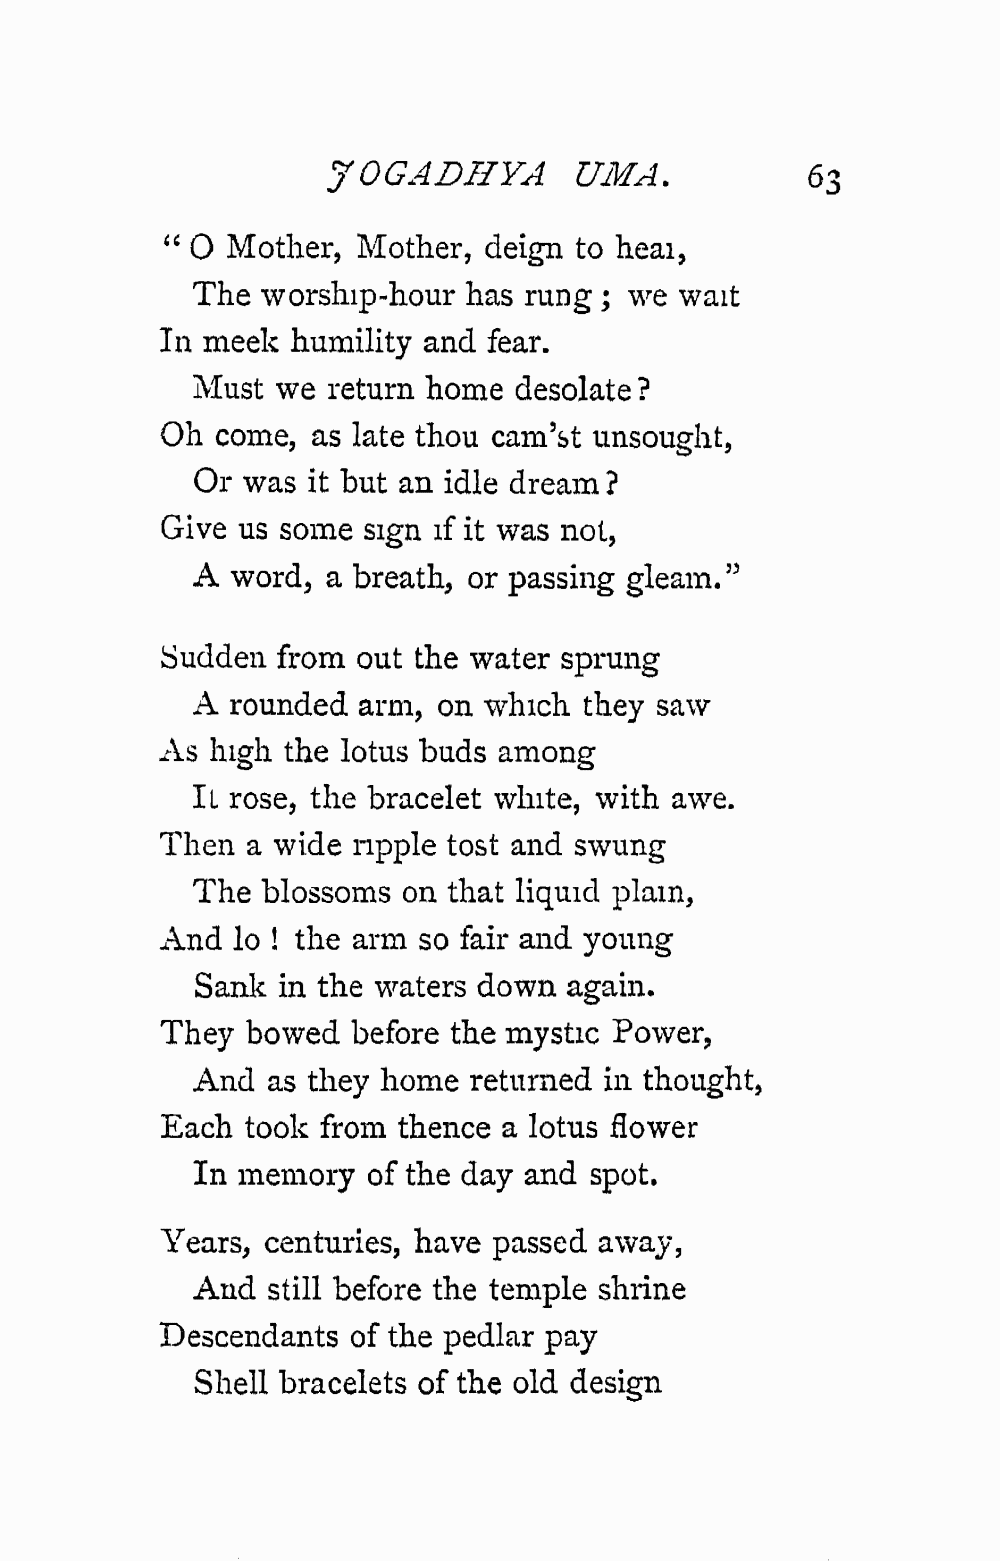 JOGADHYA UMA. 63
“O Mother, Mother, deign to hear,
The worship-hour has rung; we wait
In meek humility and fear.
Must we return home desolate?
Oh come, as late thou cam’st unsought,
Or was it but an idle dream?
Give us some sign if it was not,
A word, a breath, or passing gleam.”
Sudden from out the water sprung
A rounded arm, on which they saw
As high the lotus buds among
It rose, the bracelet white, with awe.
Then a wide ripple tost and swung
The blossoms on that liquid plain,
And lo! the arm so fair and young
Sank in the waters down again.
They bowed before the mystic Power,
And as they home returned in thought,
Each took from thence a lotus flower
In memory of the day and spot.
Years, centuries, have passed away,
And still before the temple shrine
Descendants of the pedlar pay
Shell bracelets of the old design